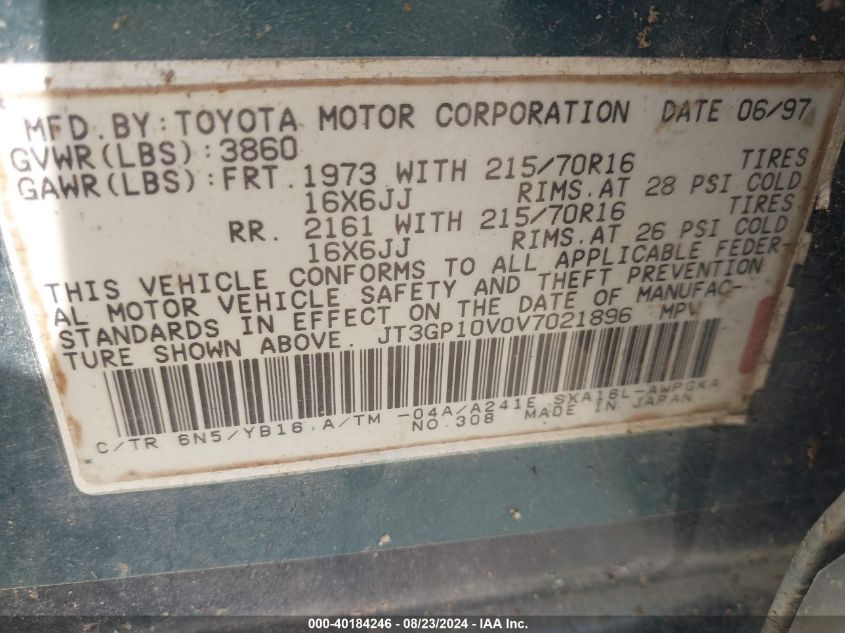 MFD.BY:TOYOTA MOTOR CORPORATION DATE 06/97
GVWR(LBS):3860
GAWR(LBS):FRT. 1973 WITH 215/70R16 TIRES
16X6JJ RIMS.AT 28 PSI COLD
RR. 2161 WITH 215/70R16 TIRES
16X6JJ RIMS.AT 26 PSI COLD
THIS VEHICLE CONFORMS TO ALL APPLICABLE FEDER-
AL MOTOR VEHICLE SAFETY AND THEFT PREVENTION
STANDARDS IN EFFECT ON THE DATE OF MANUFAC-
TURE SHOWN ABOVE. JT3GP10V0V7021896 MPV
C/TR 6N5/YB16.A/TM -04A/A241E SXA16L-AWPGKA
NO.308 MADE IN JAPAN
000-40184246 - 08/23/2024 - IAA Inc.